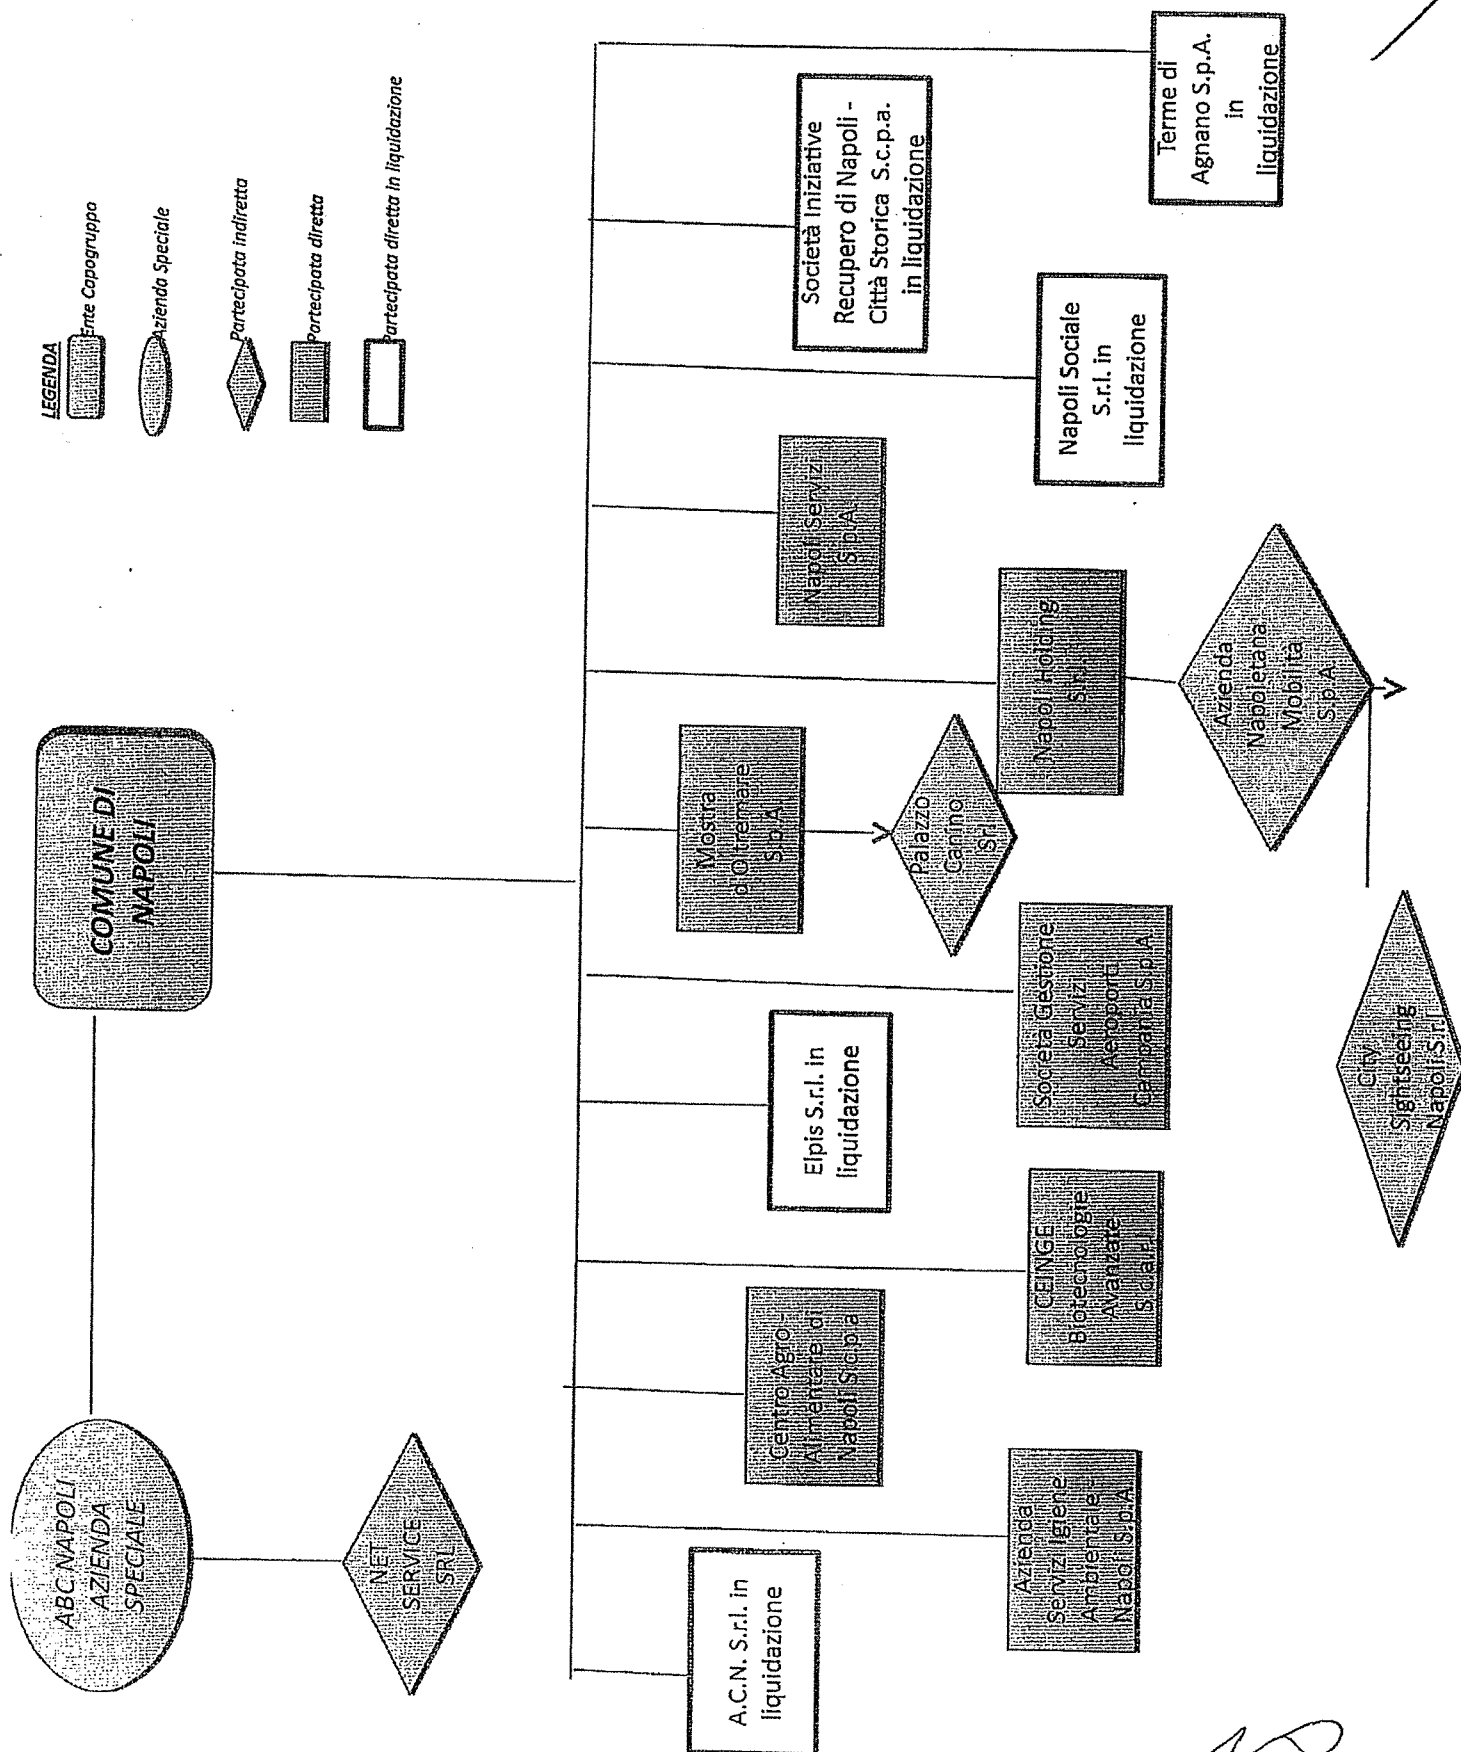 LEGENDA
Ente Capogruppo
Azienda Speciale
Partecipata indiretta
Partecipata diretta
Partecipata diretta in liquidazione
COMUNE DI
NAPOLI
ABC NAPOLI
AZIENDA
SPECIALE
NET
SERVICE
SRL
A.C.N. S.r.l. in
liquidazione
Azienda
Servizi Igiene
Ambientale
Napoli S.p.A.
Centro Agro -
Alimentare di
Napoli S.c.p.a
CEINGE
Biotecnologie
Avanzate
S.c.a.r.l.
Elpis S.r.l. in
liquidazione
Società Gestione
Servizi
Aeroporti
Campania S.p.A.
Mostra
d'Oltremare
S.p.A.
Palazzo
Canino
Srl
Napoli Holding
S.r.l.
Azienda
Napoletana
Mobilità
S.p.A.
City
Sightseeing
Napoli S.r.l.
Napoli Servizi
S.p.A.
Napoli Sociale
S.r.l. in
liquidazione
Società Iniziative
Recupero di Napoli -
Città Storica S.c.p.a.
in liquidazione
Terme di
Agnano S.p.A.
in
liquidazione